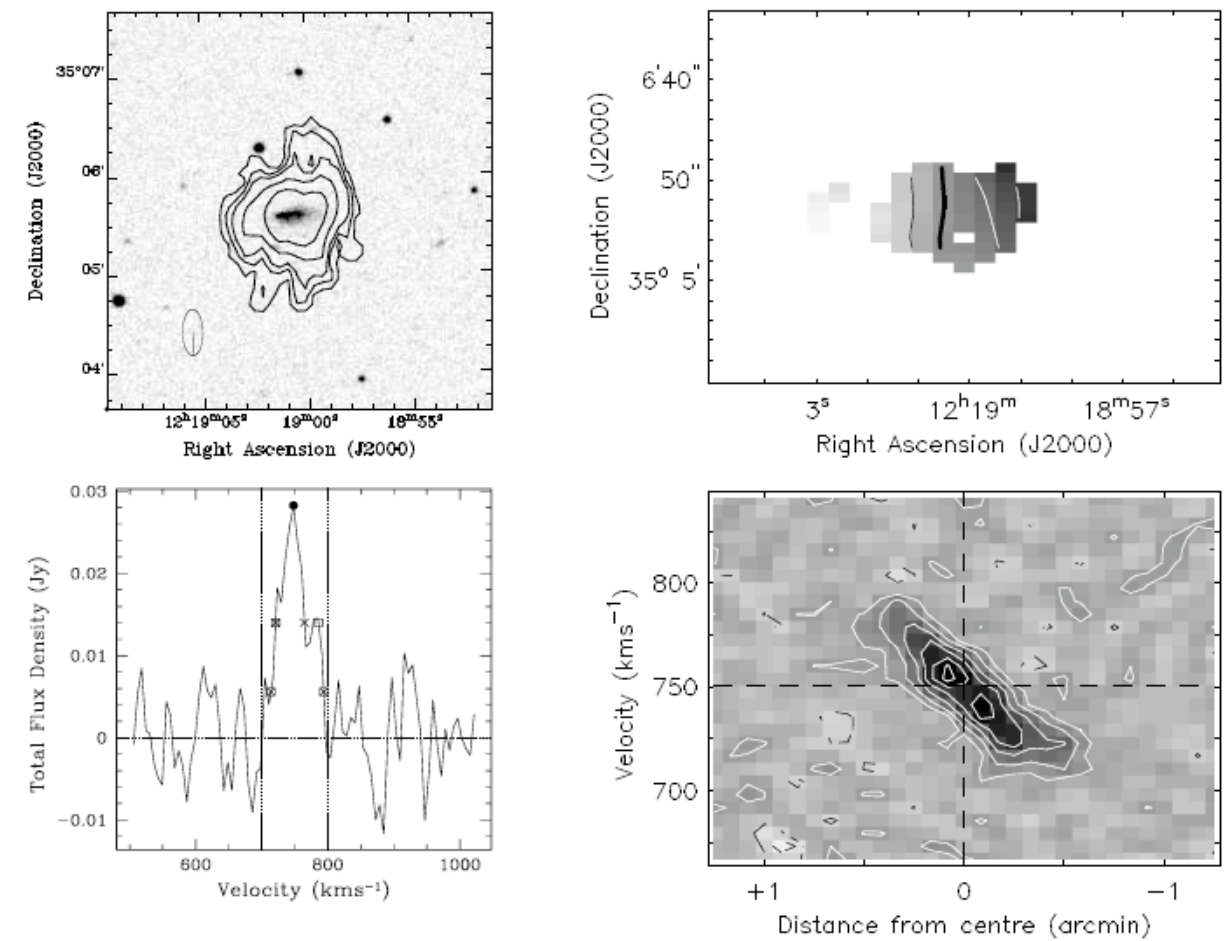 35°07'
06'
05'
04'
Declination (J2000)
12ʰ19ᵐ05ˢ 19ᵐ00ˢ 18ᵐ55ˢ
Right Ascension (J2000)
6'40"
50"
35° 5'
Declination (J2000)
3ˢ 12ʰ19ᵐ 18ᵐ57ˢ
Right Ascension (J2000)
0.03
0.02
0.01
0
−0.01
Total Flux Density (Jy)
600 800 1000
Velocity (kms⁻¹)
800
750
700
Velocity (kms⁻¹)
+1 0 −1
Distance from centre (arcmin)